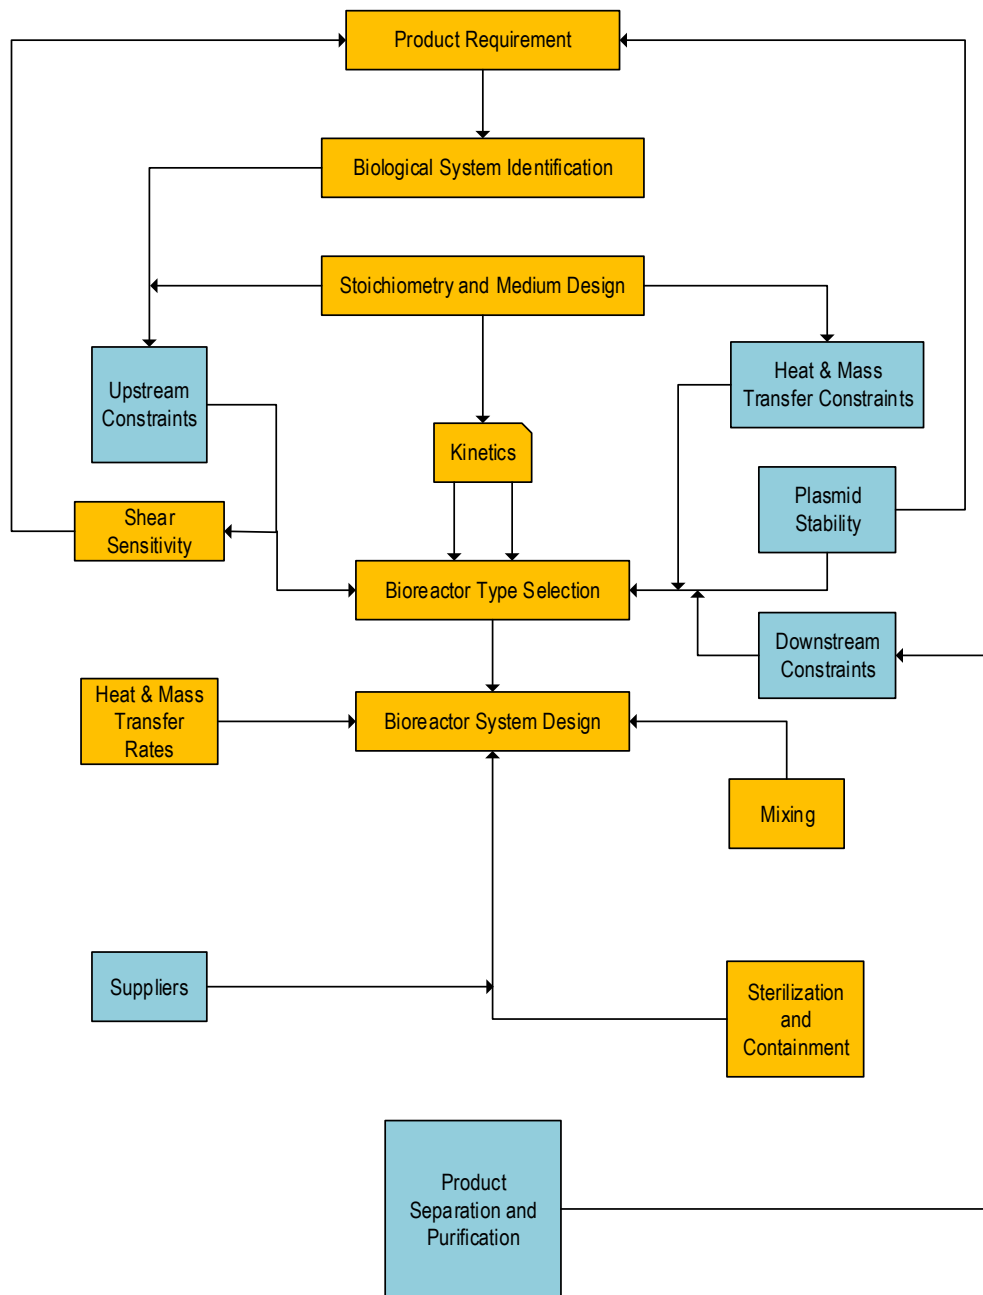 Product Requirement
Biological System Identification
Stoichiometry and Medium Design
Upstream
Constraints
Heat & Mass
Transfer Constraints
Kinetics
Plasmid
Stability
Shear
Sensitivity
Bioreactor Type Selection
Downstream
Constraints
Heat & Mass
Transfer
Rates
Bioreactor System Design
Mixing
Suppliers
Sterilization
and
Containment
Product
Separation and
Purification